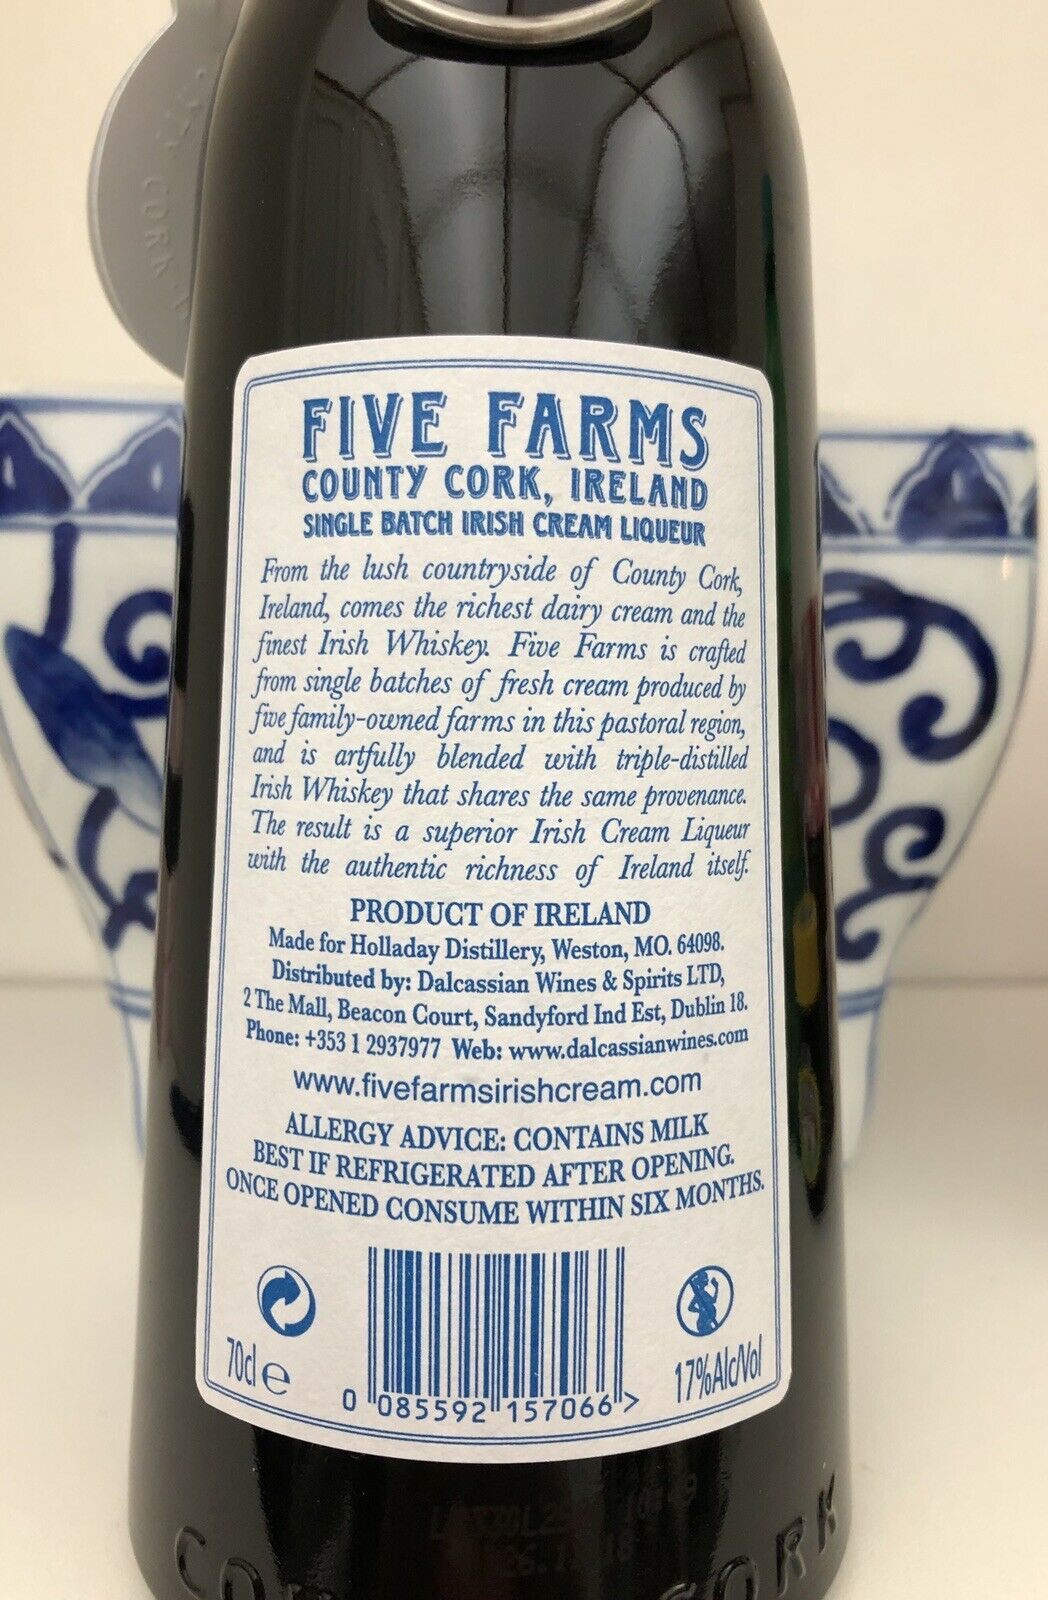 CORK
FIVE FARMS
COUNTY CORK, IRELAND
SINGLE BATCH IRISH CREAM LIQUEUR
From the lush countryside of County Cork,
Ireland, comes the richest dairy cream and the
finest Irish Whiskey. Five Farms is crafted
from single batches of fresh cream produced by
five family-owned farms in this pastoral region,
and is artfully blended with triple-distilled
Irish Whiskey that shares the same provenance.
The result is a superior Irish Cream Liqueur
with the authentic richness of Ireland itself.
PRODUCT OF IRELAND
Made for Holladay Distillery, Weston, MO. 64098.
Distributed by: Dalcassian Wines & Spirits LTD,
2 The Mall, Beacon Court, Sandyford Ind Est, Dublin 18.
Phone: +353 1 2937977 Web: www.dalcassianwines.com
www.fivefarmsirishcream.com
ALLERGY ADVICE: CONTAINS MILK
BEST IF REFRIGERATED AFTER OPENING.
ONCE OPENED CONSUME WITHIN SIX MONTHS.
70cl e
17%Alc/Vol
0 085592 157066 >
CORK